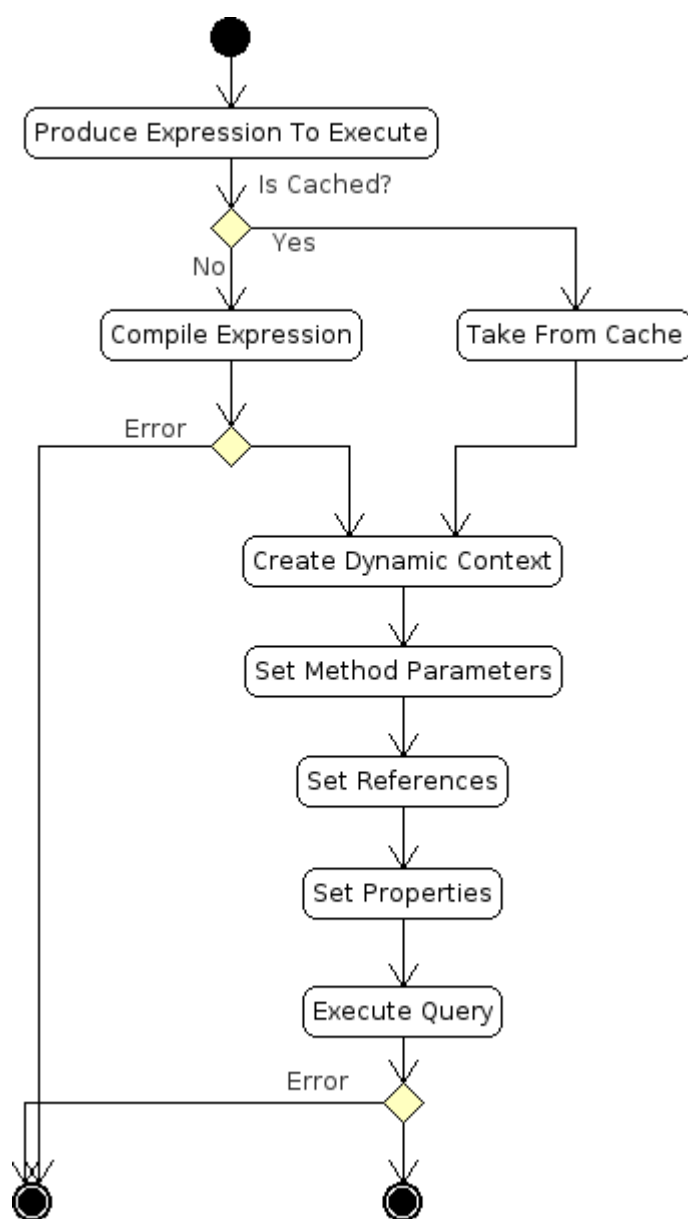 Produce Expression To Execute
Is Cached?
Yes
No
Compile Expression
Take From Cache
Error
Create Dynamic Context
Set Method Parameters
Set References
Set Properties
Execute Query
Error